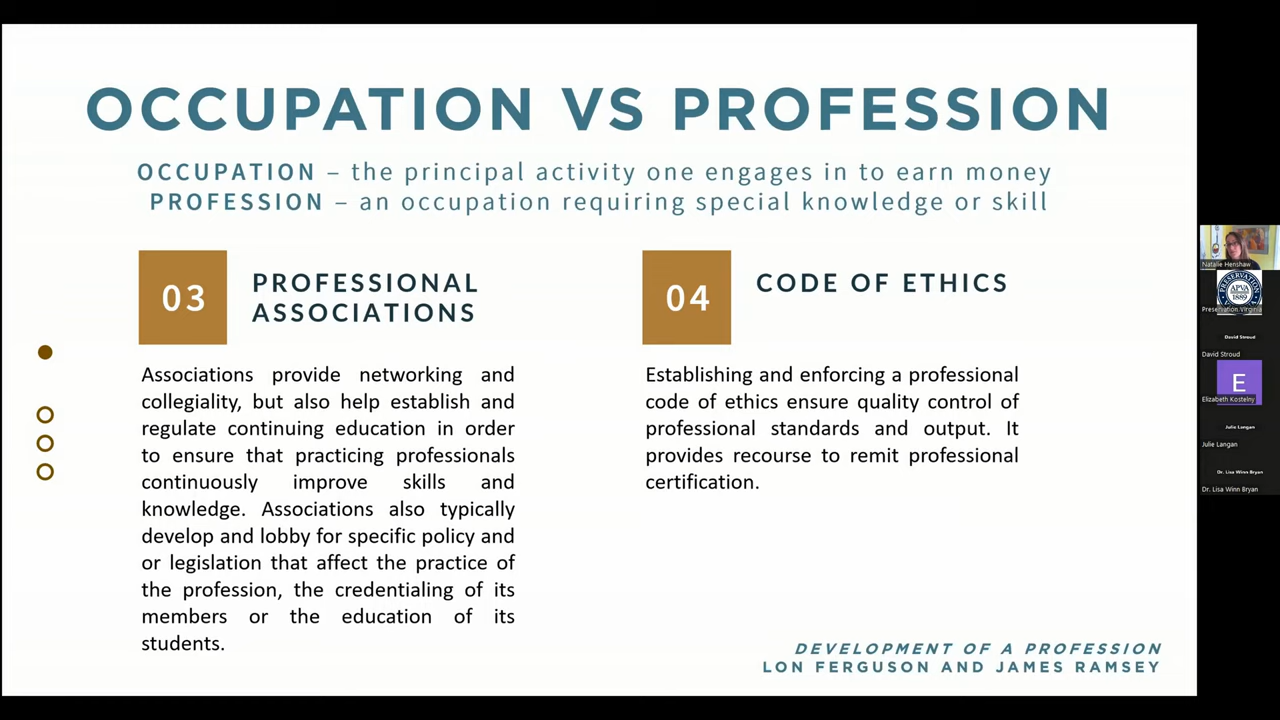 OCCUPATION VS PROFESSION
OCCUPATION – the principal activity one engages in to earn money
PROFESSION – an occupation requiring special knowledge or skill
03
PROFESSIONAL
ASSOCIATIONS
Associations provide networking and
collegiality, but also help establish and
regulate continuing education in order
to ensure that practicing professionals
continuously improve skills and
knowledge. Associations also typically
develop and lobby for specific policy and
or legislation that affect the practice of
the profession, the credentialing of its
members or the education of its
students.
04
CODE OF ETHICS
Establishing and enforcing a professional
code of ethics ensure quality control of
professional standards and output. It
provides recourse to remit professional
certification.
DEVELOPMENT OF A PROFESSION
LON FERGUSON AND JAMES RAMSEY
Natalie Henshaw
PRESERVATION
APVA
1889
Preservation Virginia
David Stroud
David Stroud
E
Elizabeth Kostelny
Julie Langan
Julie Langan
Dr. Lisa Winn Bryan
Dr. Lisa Winn Bryan